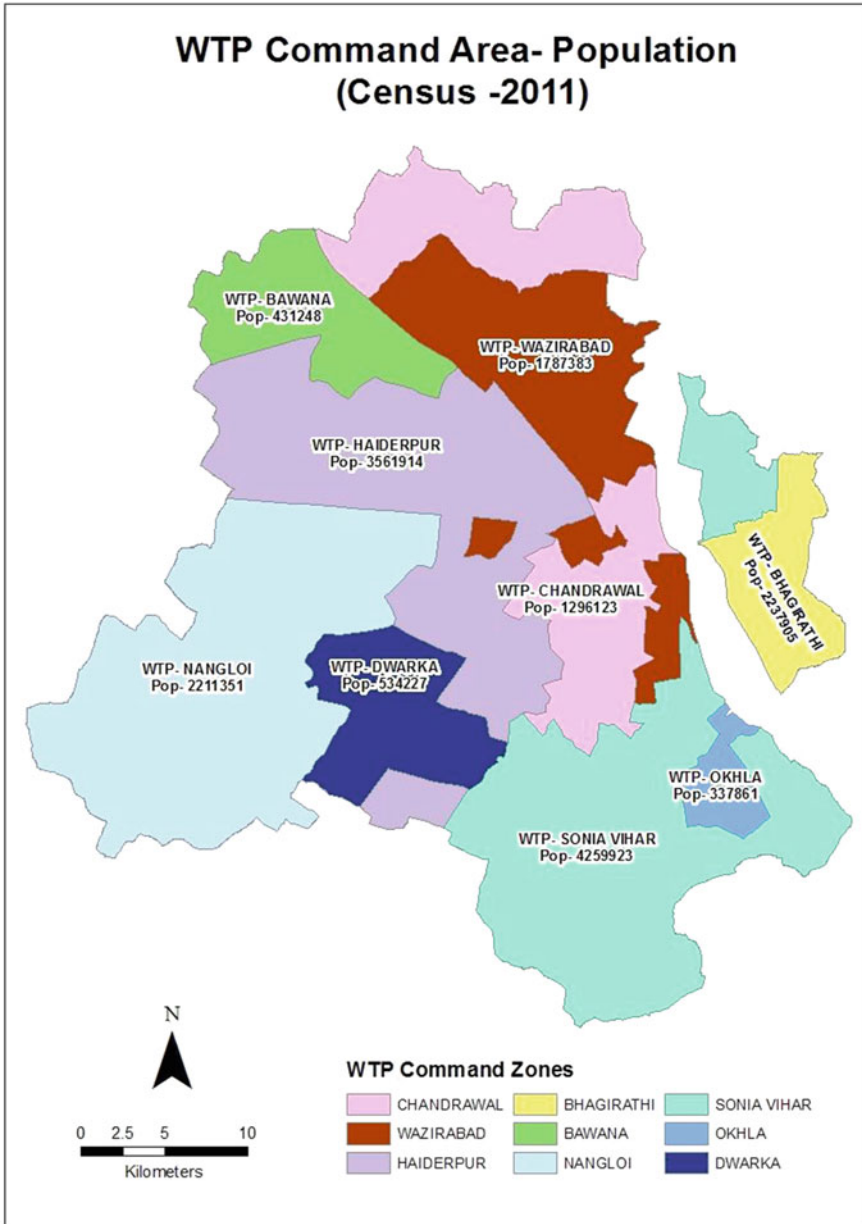 WTP Command Area- Population
(Census -2011)
WTP- BAWANA
Pop- 431248
WTP- WAZIRABAD
Pop- 1787383
WTP- HAIDERPUR
Pop- 3561914
WTP- BHAGIRATHI
Pop- 2237905
WTP- CHANDRAWAL
Pop- 1296123
WTP- NANGLOI
Pop- 2211351
WTP- DWARKA
Pop- 534227
WTP- OKHLA
Pop- 337861
WTP- SONIA VIHAR
Pop- 4259923
N
0 2.5 5 10
Kilometers
WTP Command Zones
CHANDRAWAL BHAGIRATHI SONIA VIHAR
WAZIRABAD BAWANA OKHLA
HAIDERPUR NANGLOI DWARKA